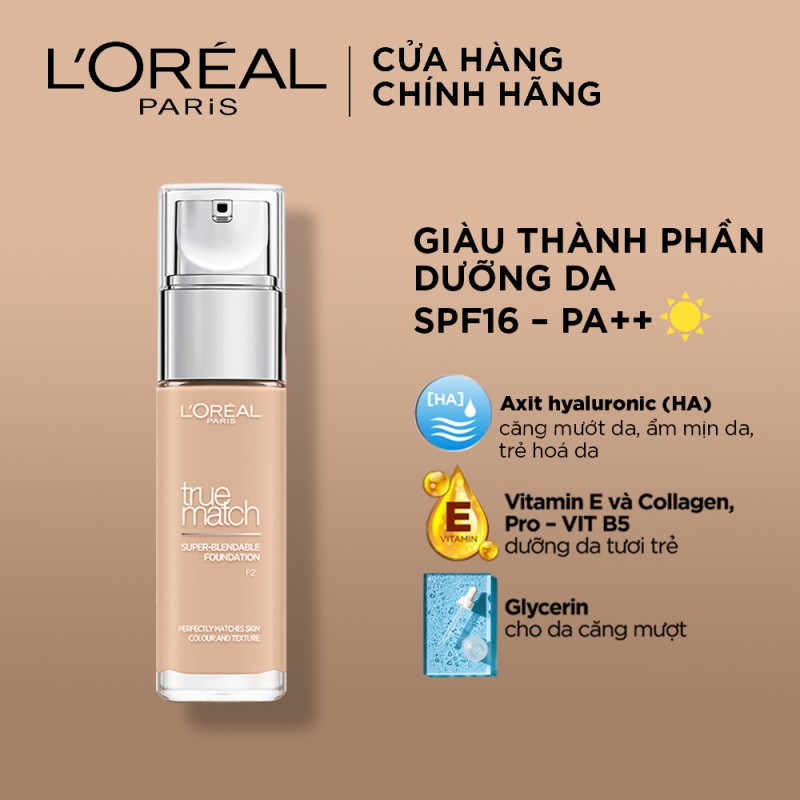 L'ORÉAL
PARiS
CỬA HÀNG
CHÍNH HÃNG
GIÀU THÀNH PHẦN
DƯỠNG DA
SPF16 – PA++
[HA]
Axit hyaluronic (HA)
căng mướt da, ẩm mịn da,
trẻ hoá da
E
VITAMIN
Vitamin E và Collagen,
Pro – VIT B5
dưỡng da tươi trẻ
Glycerin
cho da căng mượt
L'ORÉAL
PARIS
true
match
SUPER-BLENDABLE
FOUNDATION
F2
PERFECTLY MATCHES SKIN
COLOUR AND TEXTURE